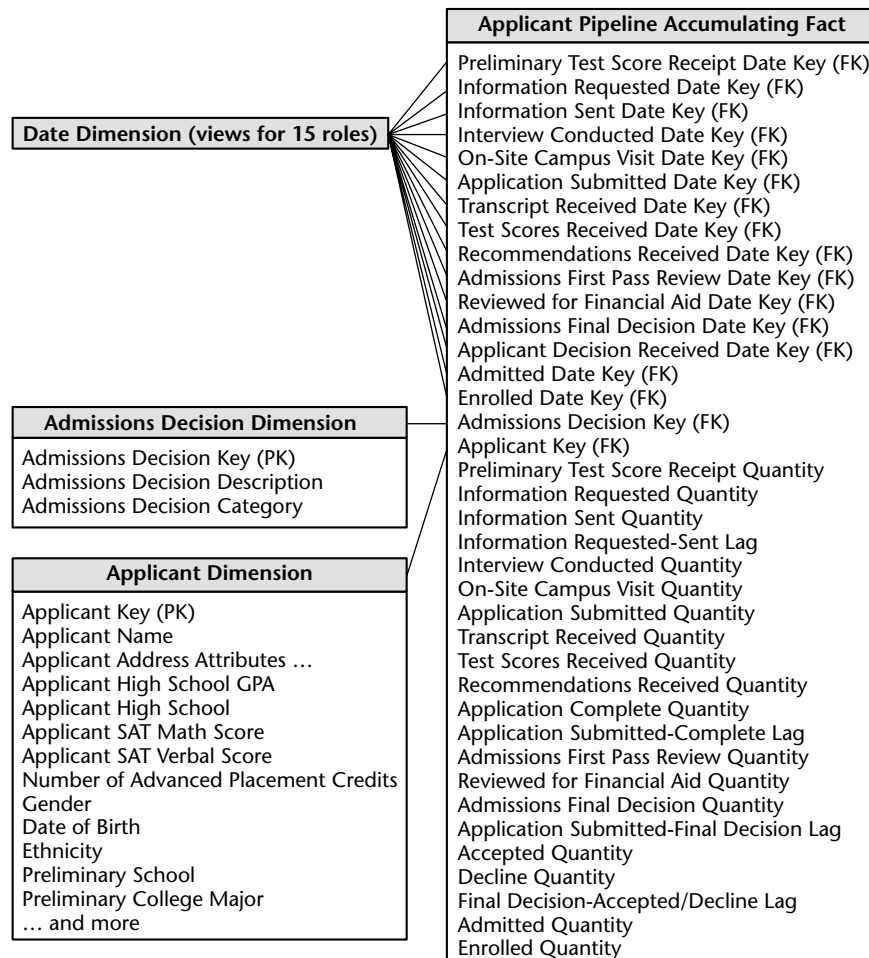 Date Dimension (views for 15 roles)
Admissions Decision Dimension
Admissions Decision Key (PK)
Admissions Decision Description
Admissions Decision Category
Applicant Dimension
Applicant Key (PK)
Applicant Name
Applicant Address Attributes …
Applicant High School GPA
Applicant High School
Applicant SAT Math Score
Applicant SAT Verbal Score
Number of Advanced Placement Credits
Gender
Date of Birth
Ethnicity
Preliminary School
Preliminary College Major
… and more
Applicant Pipeline Accumulating Fact
Preliminary Test Score Receipt Date Key (FK)
Information Requested Date Key (FK)
Information Sent Date Key (FK)
Interview Conducted Date Key (FK)
On-Site Campus Visit Date Key (FK)
Application Submitted Date Key (FK)
Transcript Received Date Key (FK)
Test Scores Received Date Key (FK)
Recommendations Received Date Key (FK)
Admissions First Pass Review Date Key (FK)
Reviewed for Financial Aid Date Key (FK)
Admissions Final Decision Date Key (FK)
Applicant Decision Received Date Key (FK)
Admitted Date Key (FK)
Enrolled Date Key (FK)
Admissions Decision Key (FK)
Applicant Key (FK)
Preliminary Test Score Receipt Quantity
Information Requested Quantity
Information Sent Quantity
Information Requested-Sent Lag
Interview Conducted Quantity
On-Site Campus Visit Quantity
Application Submitted Quantity
Transcript Received Quantity
Test Scores Received Quantity
Recommendations Received Quantity
Application Complete Quantity
Application Submitted-Complete Lag
Admissions First Pass Review Quantity
Reviewed for Financial Aid Quantity
Admissions Final Decision Quantity
Application Submitted-Final Decision Lag
Accepted Quantity
Decline Quantity
Final Decision-Accepted/Decline Lag
Admitted Quantity
Enrolled Quantity